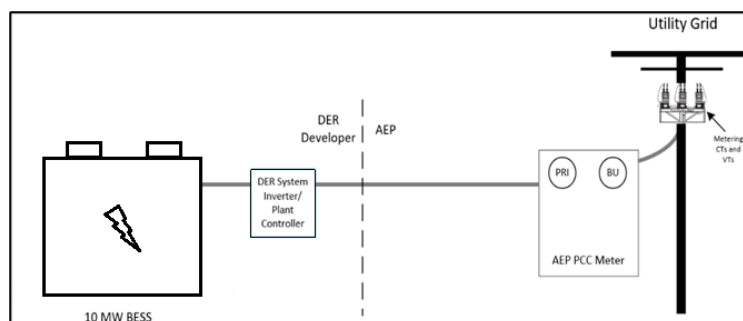 Utility Grid
DER
Developer
AEP
Metering
CTs and
VTs
DER System
Inverter/
Plant
Controller
PRI
BU
AEP PCC Meter
10 MW BESS